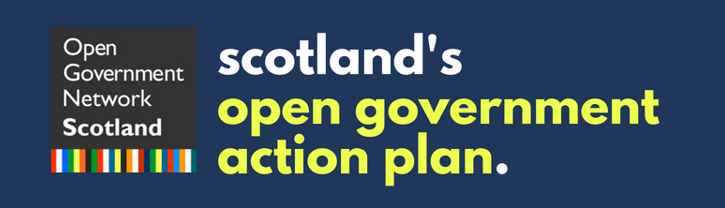 Open
Government
Network
Scotland
scotland's
open government
action plan.